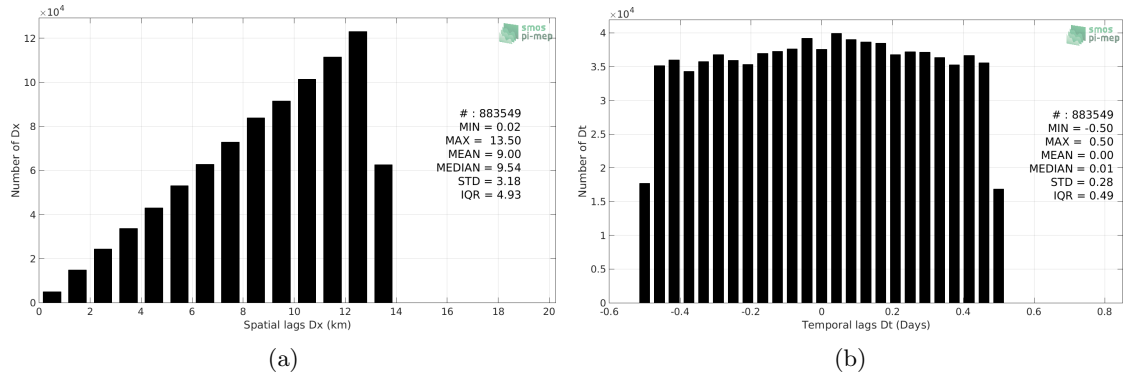 ×10⁴
12
10
8
6
4
2
0
Number of Dx
0 2 4 6 8 10 12 14 16 18 20
Spatial lags Dx (km)
smos
pi-mep
# : 883549
MIN = 0.02
MAX = 13.50
MEAN = 9.00
MEDIAN = 9.54
STD = 3.18
IQR = 4.93
(a)
×10⁴
4
3.5
3
2.5
2
1.5
1
0.5
0
Number of Dt
-0.6 -0.4 -0.2 0 0.2 0.4 0.6 0.8
Temporal lags Dt (Days)
smos
pi-mep
# : 883549
MIN = -0.50
MAX = 0.50
MEAN = 0.00
MEDIAN = 0.01
STD = 0.28
IQR = 0.49
(b)